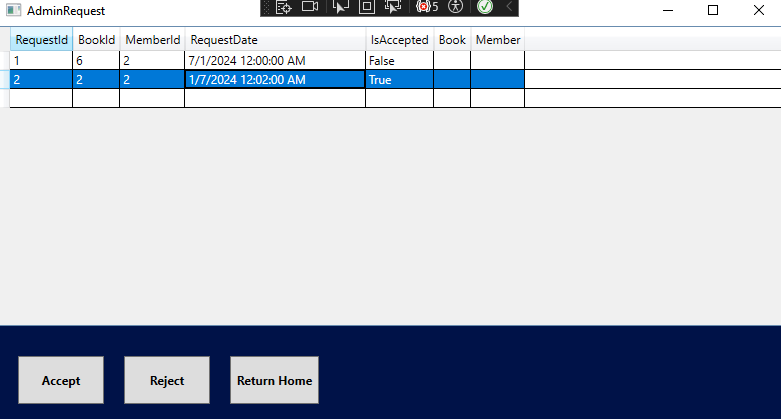 AdminRequest
5
RequestId BookId MemberId RequestDate IsAccepted Book Member
1 6 2 7/1/2024 12:00:00 AM False
2 2 2 1/7/2024 12:02:00 AM True
Accept Reject Return Home